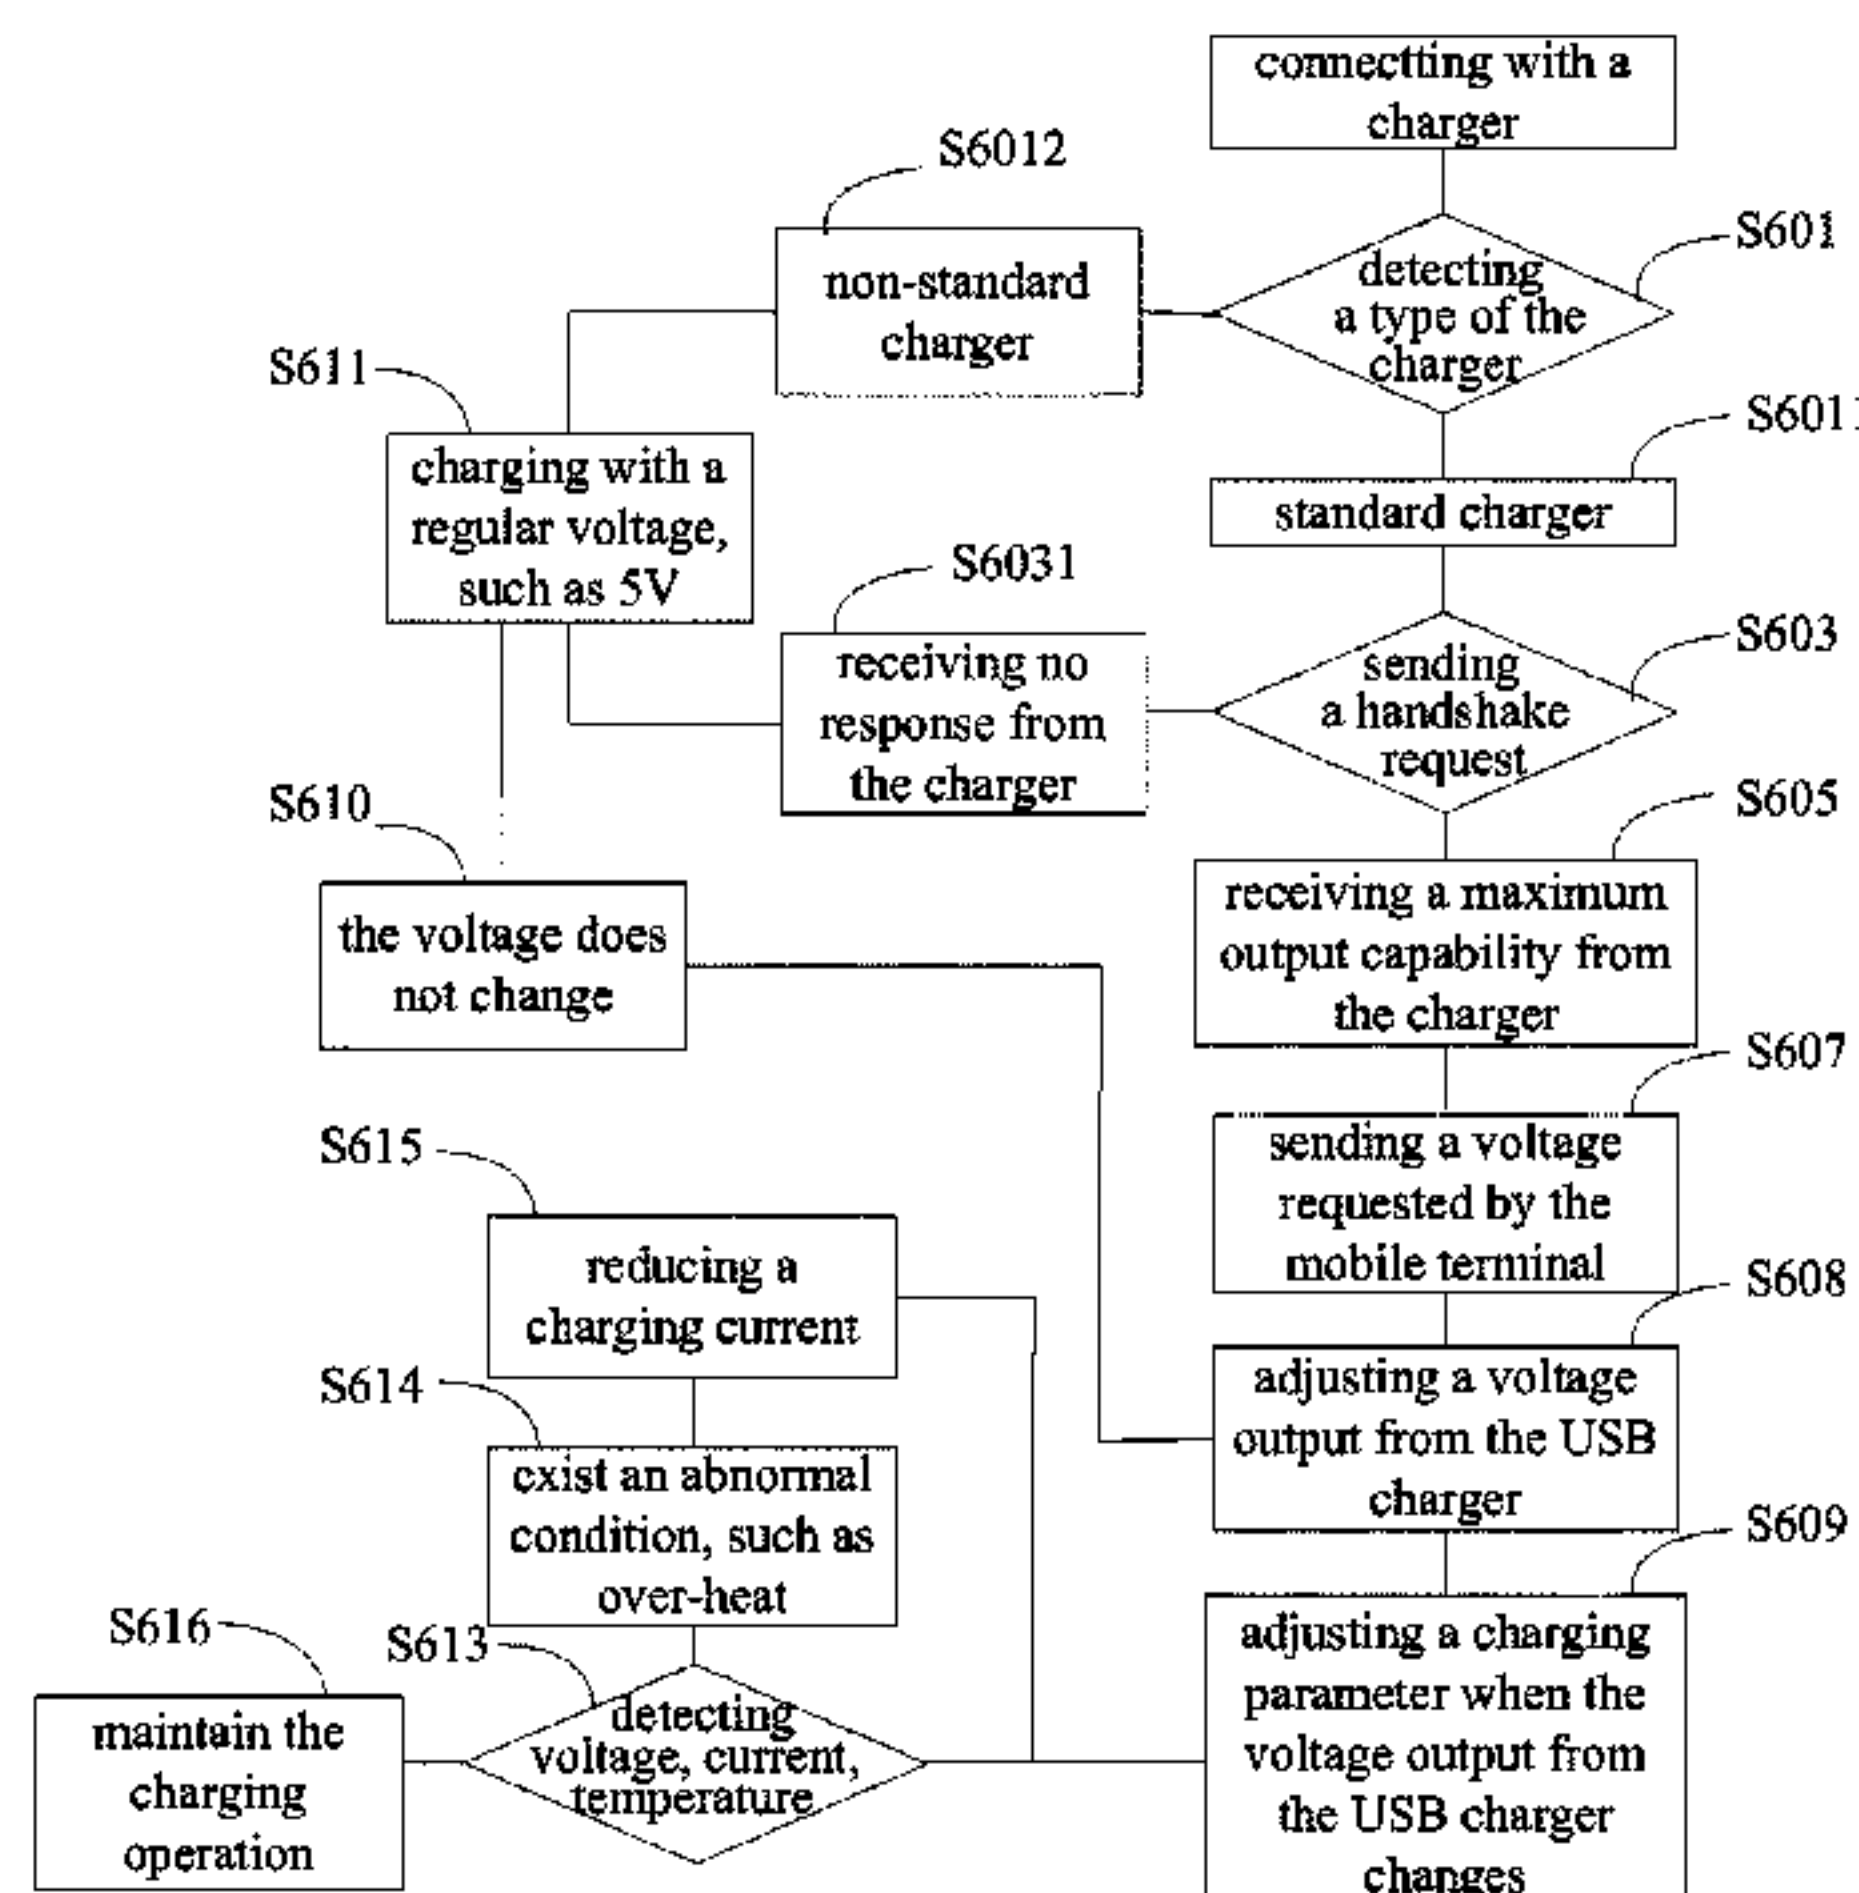 connectting with a
charger
S6012
S601
detecting
a type of the
charger
non-standard
charger
S611
S6011
charging with a
regular voltage,
such as 5V
standard charger
S6031
S603
receiving no
response from
the charger
sending
a handshake
request
S610
S605
the voltage does
not change
receiving a maximum
output capability from
the charger
S607
sending a voltage
requested by the
mobile terminal
S615
reducing a
charging current
S608
adjusting a voltage
output from the USB
charger
S614
exist an abnormal
condition, such as
over-heat
S609
adjusting a charging
parameter when the
voltage output from
the USB charger
changes
S616
S613
detecting
voltage, current,
temperature
maintain the
charging
operation